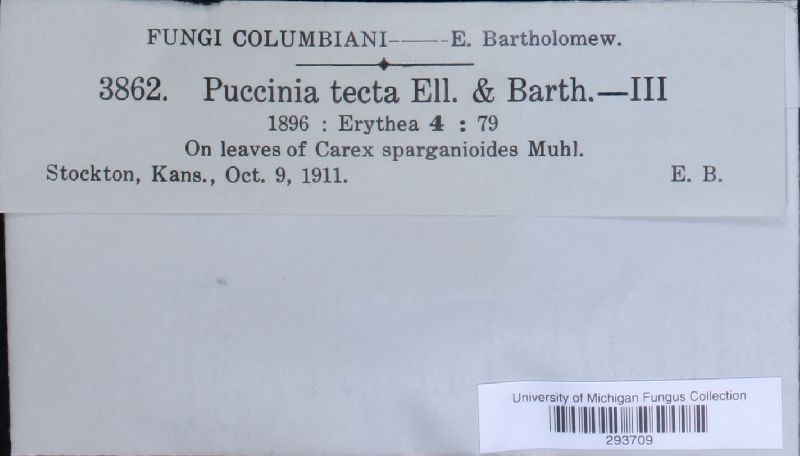 FUNGI COLUMBIANI——E. Bartholomew.
3862. Puccinia tecta Ell. & Barth.—III
1896 : Erythea 4 : 79
On leaves of Carex sparganioides Muhl.
Stockton, Kans., Oct. 9, 1911. E. B.
University of Michigan Fungus Collection
293709